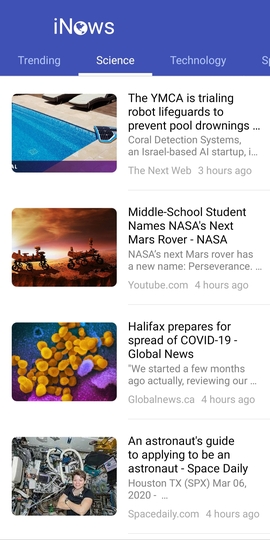 iNews
Trending Science Technology Sp
The YMCA is trialing
robot lifeguards to
prevent pool drownings ...
Coral Detection Systems,
an Israel-based AI startup, i...
The Next Web 3 hours ago
Middle-School Student
Names NASA's Next
Mars Rover - NASA
NASA's next Mars rover has
a new name: Perseverance. ...
Youtube.com 4 hours ago
Halifax prepares for
spread of COVID-19 -
Global News
"We started a few months
ago actually, reviewing our ...
Globalnews.ca 4 hours ago
An astronaut's guide
to applying to be an
astronaut - Space Daily
Houston TX (SPX) Mar 06,
2020 - ...
Spacedaily.com 4 hours ago